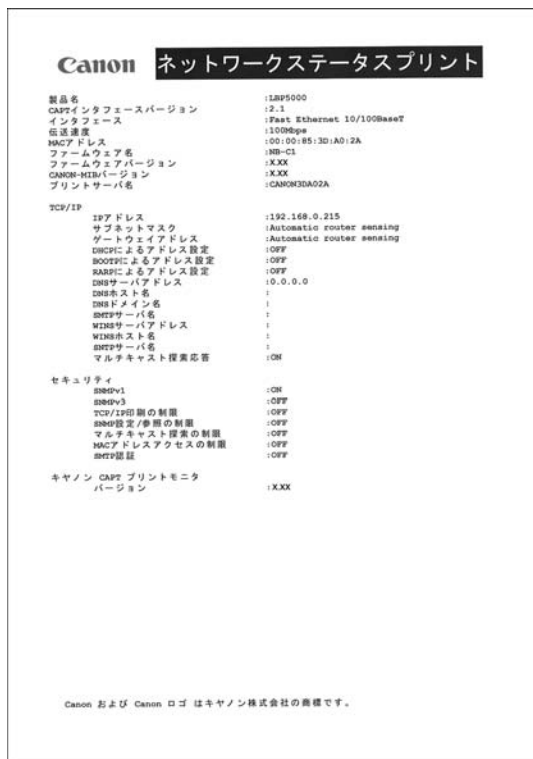 Canon ネットワークステータスプリント
製品名 :LBP5000
CAPTインタフェースバージョン :2.1
インタフェース :Fast Ethernet 10/100BaseT
伝送速度 :100Mbps
MACアドレス :00:00:85:3D:A0:2A
ファームウェア名 :NB-C1
ファームウェアバージョン :X.XX
CANON-MIBバージョン :X.XX
プリントサーバ名 :CANON3DA02A
TCP/IP
IPアドレス :192.168.0.215
サブネットマスク :Automatic router sensing
ゲートウェイアドレス :Automatic router sensing
DHCPによるアドレス設定 :OFF
BOOTPによるアドレス設定 :OFF
RARPによるアドレス設定 :OFF
DNSサーバアドレス :0.0.0.0
DNSホスト名 :
DNSドメイン名 :
SMTPサーバ名 :
WINSサーバアドレス :
WINSホスト名 :
SNTPサーバ名 :
マルチキャスト探索応答 :ON
セキュリティ
SNMPv1 :ON
SNMPv3 :OFF
TCP/IP印刷の制限 :OFF
SNMP設定/参照の制限 :OFF
マルチキャスト探索の制限 :OFF
MACアドレスアクセスの制限 :OFF
SMTP認証 :OFF
キヤノン CAPT プリントモニタ
バージョン :X.XX
Canon および Canon ロゴ はキヤノン株式会社の商標です。